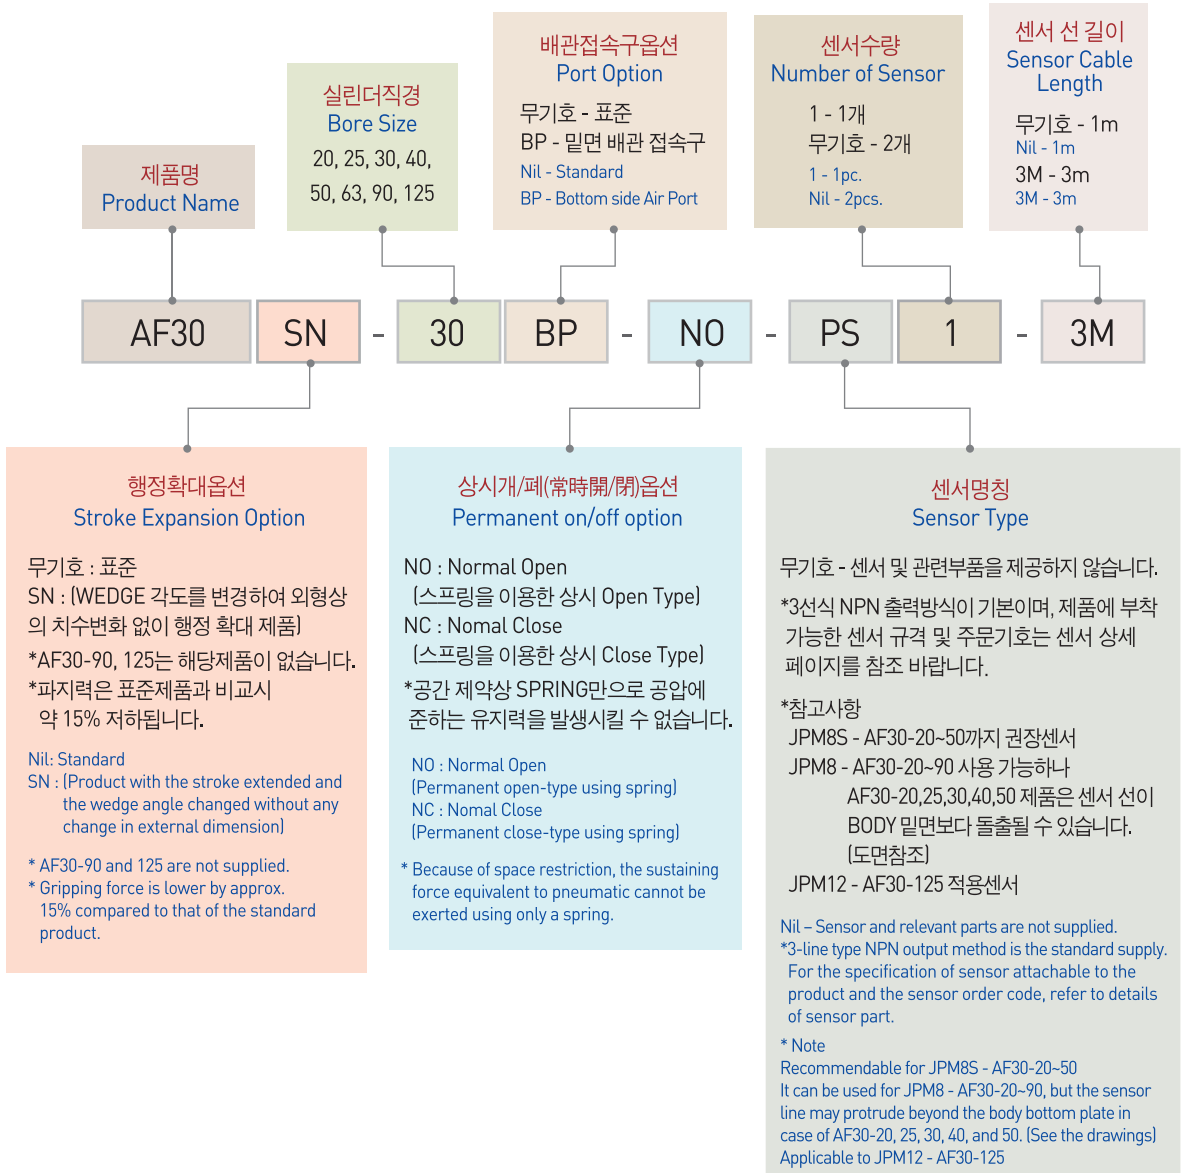 제품명
Product Name
실린더직경
Bore Size
20, 25, 30, 40,
50, 63, 90, 125
배관접속구옵션
Port Option
무기호 - 표준
BP - 밑면 배관 접속구
Nil - Standard
BP - Bottom side Air Port
센서수량
Number of Sensor
1 - 1개
무기호 - 2개
1 - 1pc.
Nil - 2pcs.
센서 선 길이
Sensor Cable
Length
무기호 - 1m
Nil - 1m
3M - 3m
3M - 3m
AF30 SN - 30 BP - NO - PS 1 - 3M
행정확대옵션
Stroke Expansion Option
무기호 : 표준
SN : (WEDGE 각도를 변경하여 외형상
의 치수변화 없이 행정 확대 제품)
*AF30-90, 125는 해당제품이 없습니다.
*파지력은 표준제품과 비교시
약 15% 저하됩니다.
Nil: Standard
SN : (Product with the stroke extended and
the wedge angle changed without any
change in external dimension)
* AF30-90 and 125 are not supplied.
* Gripping force is lower by approx.
15% compared to that of the standard
product.
상시개/폐(常時開/閉)옵션
Permanent on/off option
NO : Normal Open
(스프링을 이용한 상시 Open Type)
NC : Nomal Close
(스프링을 이용한 상시 Close Type)
*공간 제약상 SPRING만으로 공압에
준하는 유지력을 발생시킬 수 없습니다.
NO : Normal Open
(Permanent open-type using spring)
NC : Nomal Close
(Permanent close-type using spring)
* Because of space restriction, the sustaining
force equivalent to pneumatic cannot be
exerted using only a spring.
센서명칭
Sensor Type
무기호 - 센서 및 관련부품을 제공하지 않습니다.
*3선식 NPN 출력방식이 기본이며, 제품에 부착
가능한 센서 규격 및 주문기호는 센서 상세
페이지를 참조 바랍니다.
*참고사항
JPM8S - AF30-20~50까지 권장센서
JPM8 - AF30-20~90 사용 가능하나
AF30-20,25,30,40,50 제품은 센서 선이
BODY 밑면보다 돌출될 수 있습니다.
(도면참조)
JPM12 - AF30-125 적용센서
Nil – Sensor and relevant parts are not supplied.
*3-line type NPN output method is the standard supply.
For the specification of sensor attachable to the
product and the sensor order code, refer to details
of sensor part.
* Note
Recommendable for JPM8S - AF30-20~50
It can be used for JPM8 - AF30-20~90, but the sensor
line may protrude beyond the body bottom plate in
case of AF30-20, 25, 30, 40, and 50. (See the drawings)
Applicable to JPM12 - AF30-125